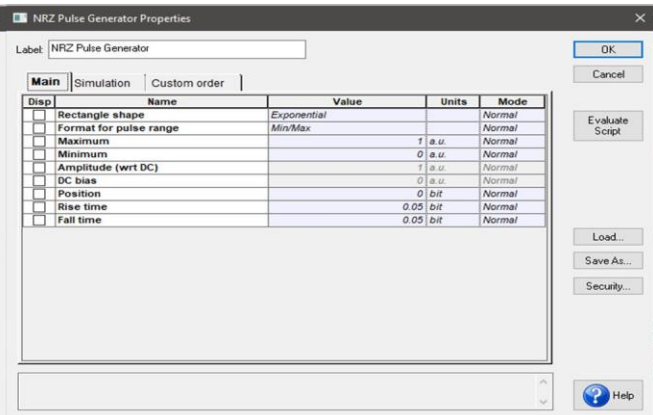 NRZ Pulse Generator Properties
Label: NRZ Pulse Generator
OK
Cancel
Evaluate
Script
Load...
Save As...
Security...
Help
Main Simulation Custom order
Disp Name Value Units Mode
Rectangle shape Exponential Normal
Format for pulse range Min/Max Normal
Maximum 1 a.u. Normal
Minimum 0 a.u. Normal
Amplitude (wrt DC) 1 a.u. Normal
DC bias 0 a.u. Normal
Position 0 bit Normal
Rise time 0.05 bit Normal
Fall time 0.05 bit Normal